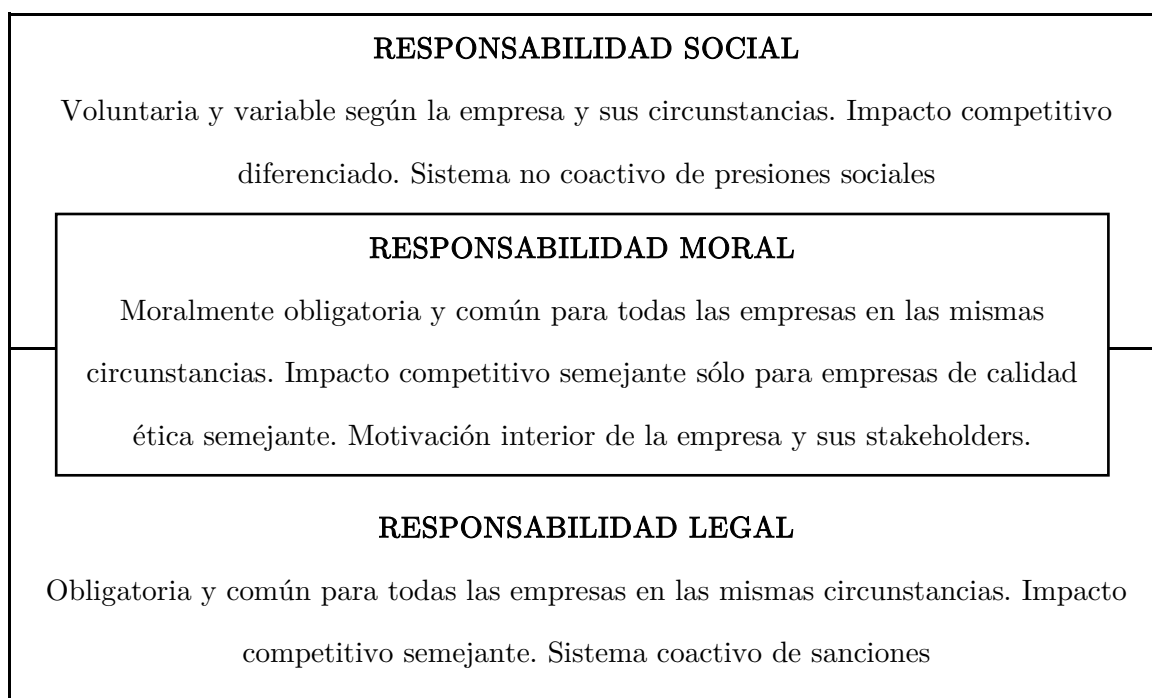 RESPONSABILIDAD SOCIAL
Voluntaria y variable según la empresa y sus circunstancias. Impacto competitivo
diferenciado. Sistema no coactivo de presiones sociales
RESPONSABILIDAD MORAL
Moralmente obligatoria y común para todas las empresas en las mismas
circunstancias. Impacto competitivo semejante sólo para empresas de calidad
ética semejante. Motivación interior de la empresa y sus stakeholders.
RESPONSABILIDAD LEGAL
Obligatoria y común para todas las empresas en las mismas circunstancias. Impacto
competitivo semejante. Sistema coactivo de sanciones